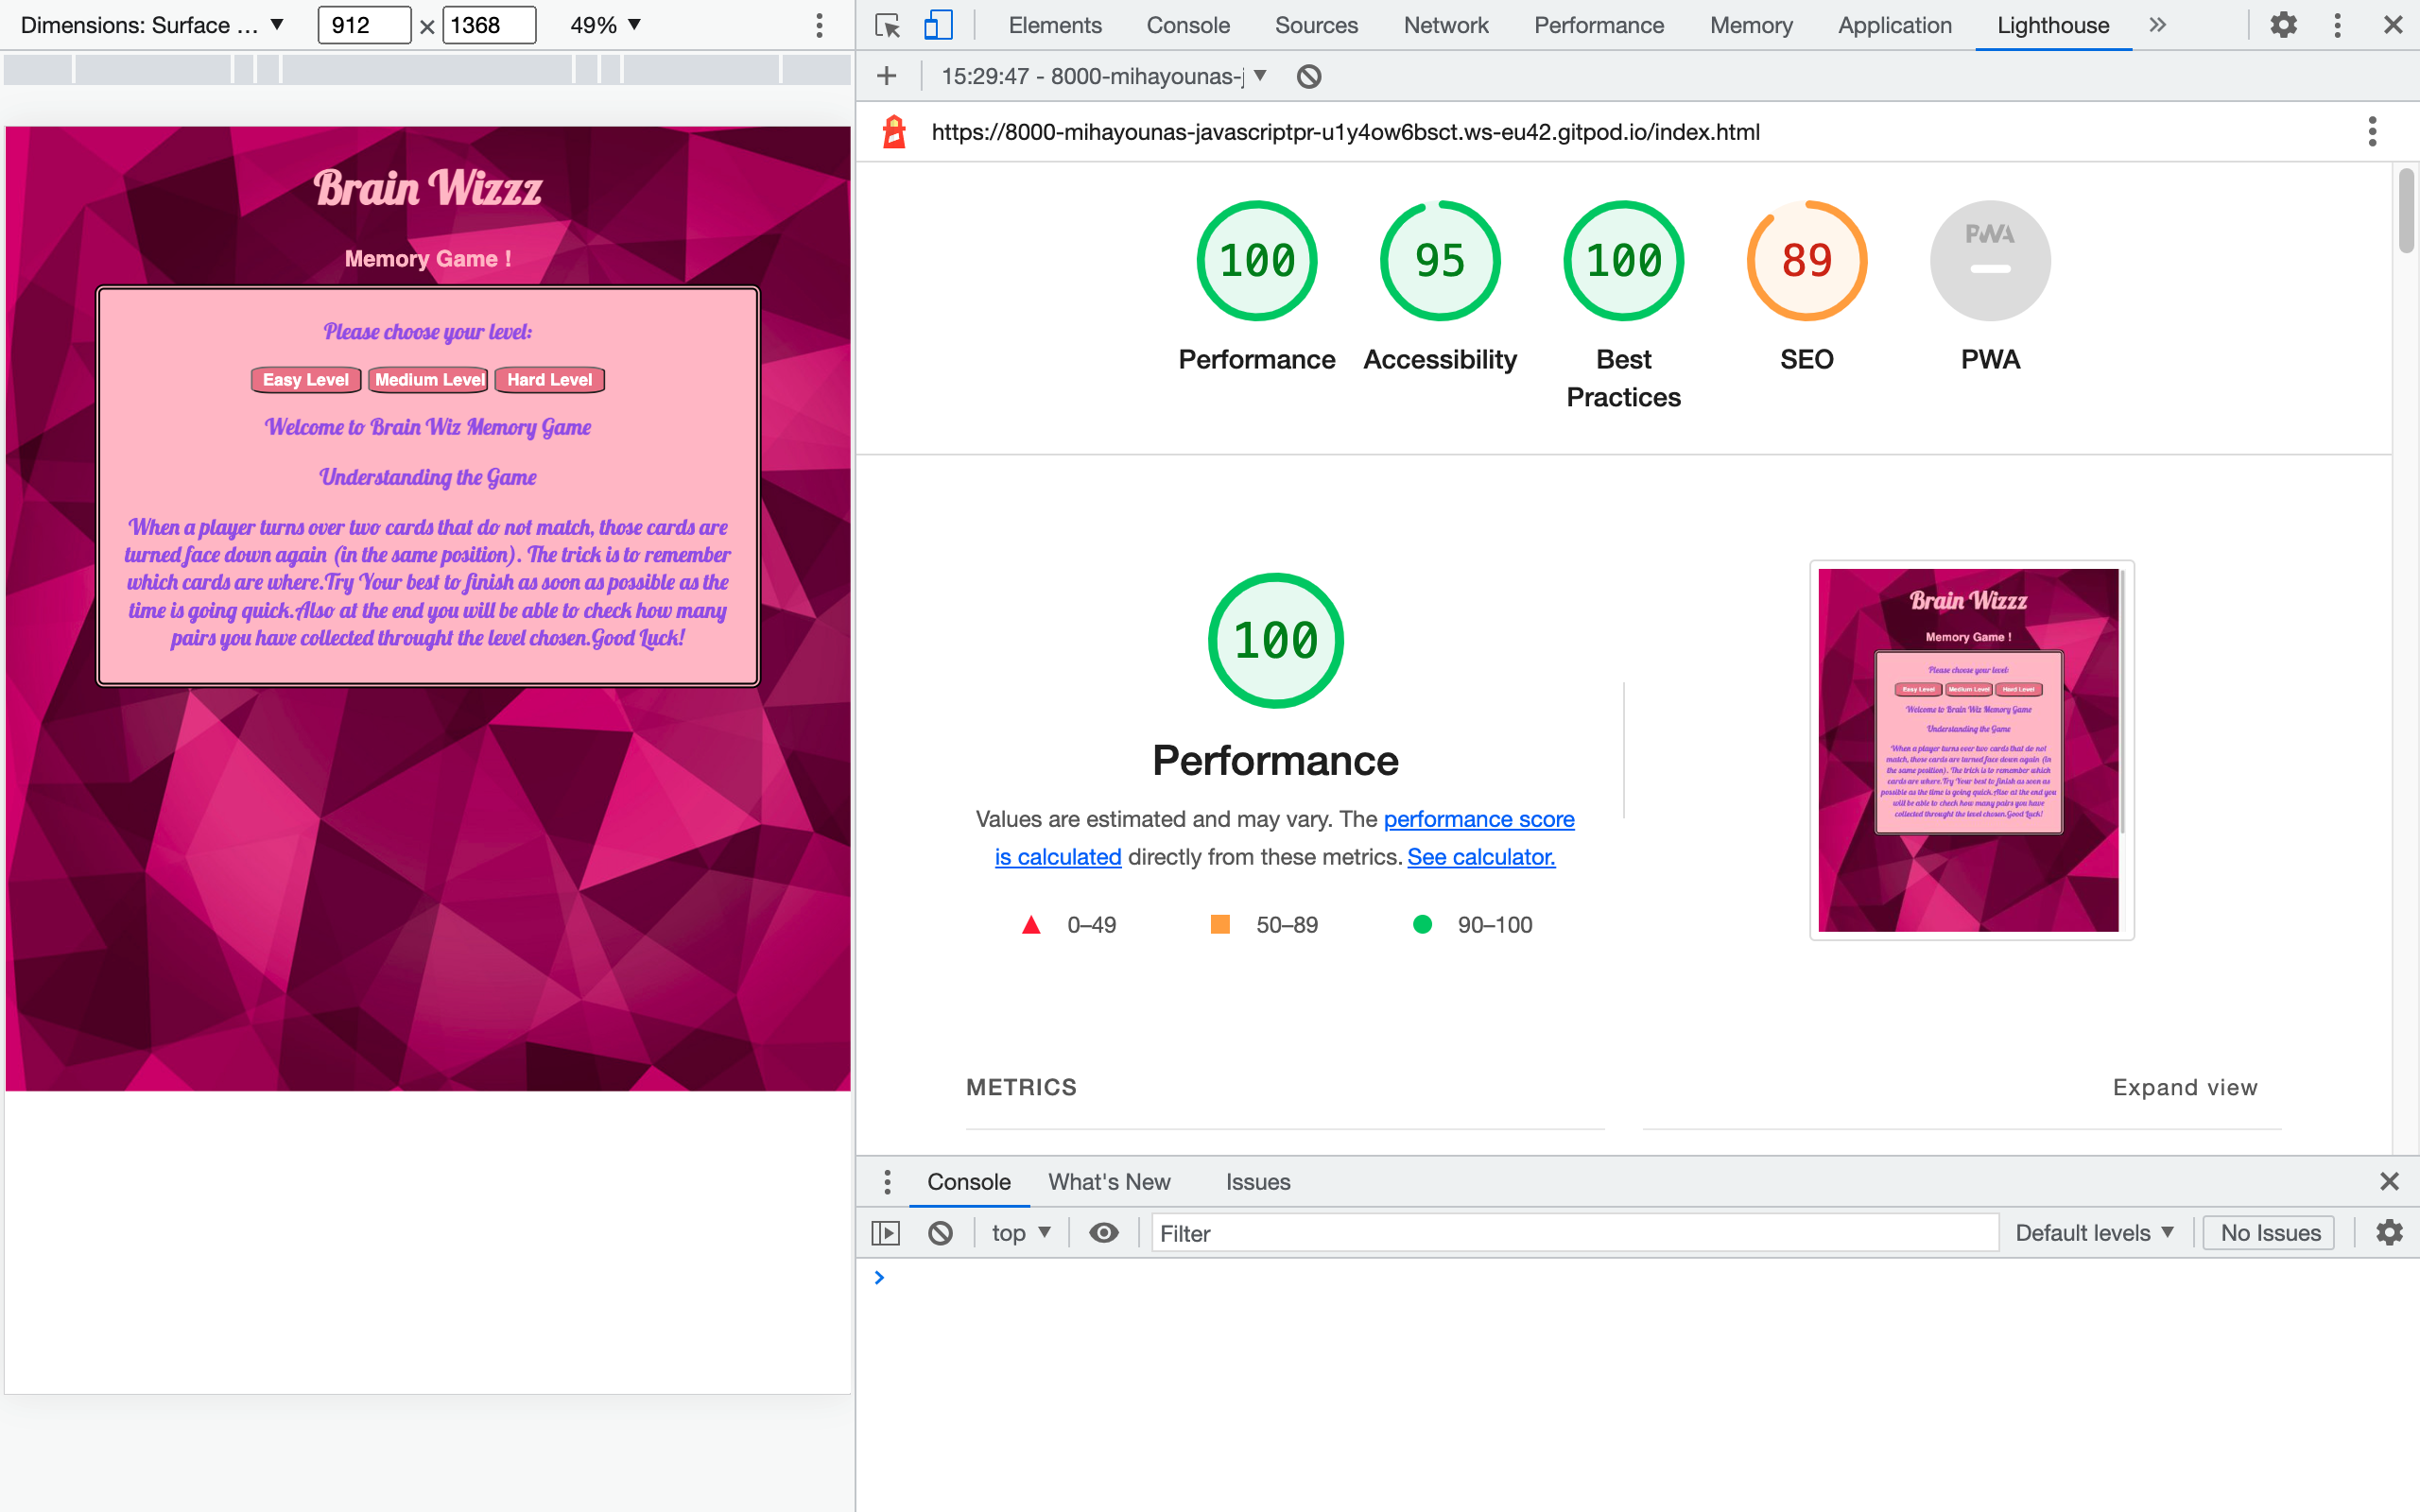 Dimensions: Surface ... ▼ 912 × 1368 49% ▼
Elements Console Sources Network Performance Memory Application Lighthouse »
+ 15:29:47 - 8000-mihayounas-j ▼
https://8000-mihayounas-javascriptpr-u1y4ow6bsct.ws-eu42.gitpod.io/index.html
Brain Wizzz
Memory Game !
Please choose your level:
Easy Level Medium Level Hard Level
Welcome to Brain Wiz Memory Game
Understanding the Game
When a player turns over two cards that do not match, those cards are
turned face down again (in the same position). The trick is to remember
which cards are where.Try Your best to finish as soon as possible as the
time is going quick.Also at the end you will be able to check how many
pairs you have collected throught the level chosen.Good Luck!
100 95 100 89 PWA
Performance Accessibility Best Practices SEO PWA
100
Performance
Values are estimated and may vary. The performance score
is calculated directly from these metrics. See calculator.
0–49 50–89 90–100
Brain Wizzz
Memory Game !
Please choose your level:
Easy Level Medium Level Hard Level
Welcome to Brain Wiz Memory Game
Understanding the Game
When a player turns over two cards that do not
match, those cards are turned face down again (in
the same position). The trick is to remember which
cards are where.Try Your best to finish as soon as
possible as the time is going quick.Also at the end you
will be able to check how many pairs you have
collected throught the level chosen.Good Luck!
METRICS Expand view
Console What's New Issues
top ▼ Filter Default levels ▼ No Issues
>